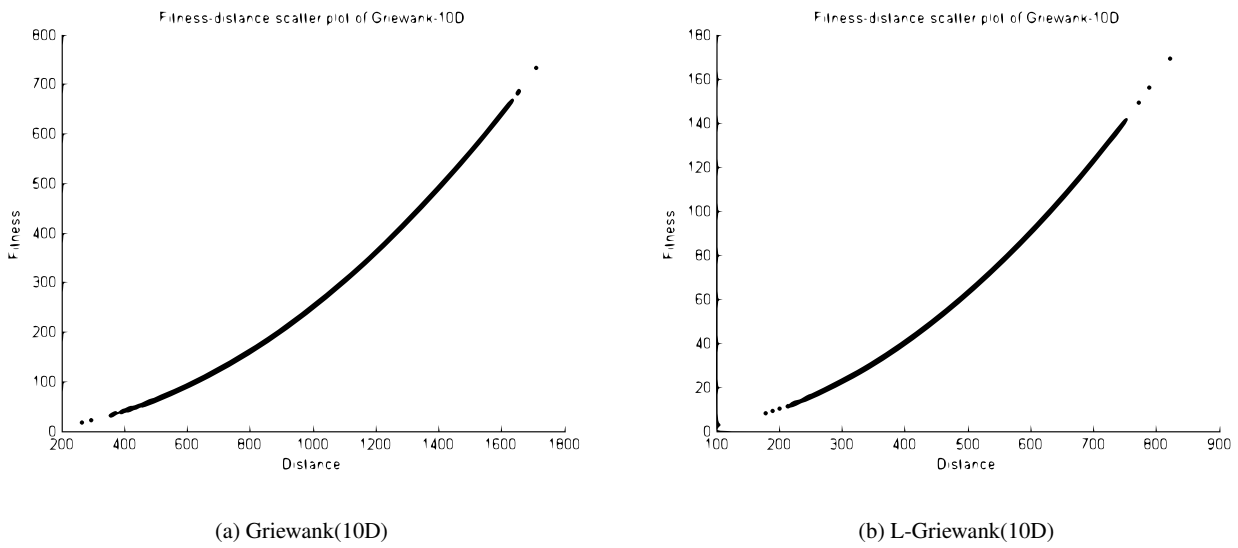 Fitness-distance scatter plot of Griewank-10D
800
700
600
500
400
300
200
100
0
Fitness
200 400 600 800 1000 1200 1400 1600 1800
Distance
(a) Griewank(10D)
Fitness-distance scatter plot of Griewank-10D
180
160
140
120
100
80
60
40
20
0
Fitness
100 200 300 400 500 600 700 800 900
Distance
(b) L-Griewank(10D)